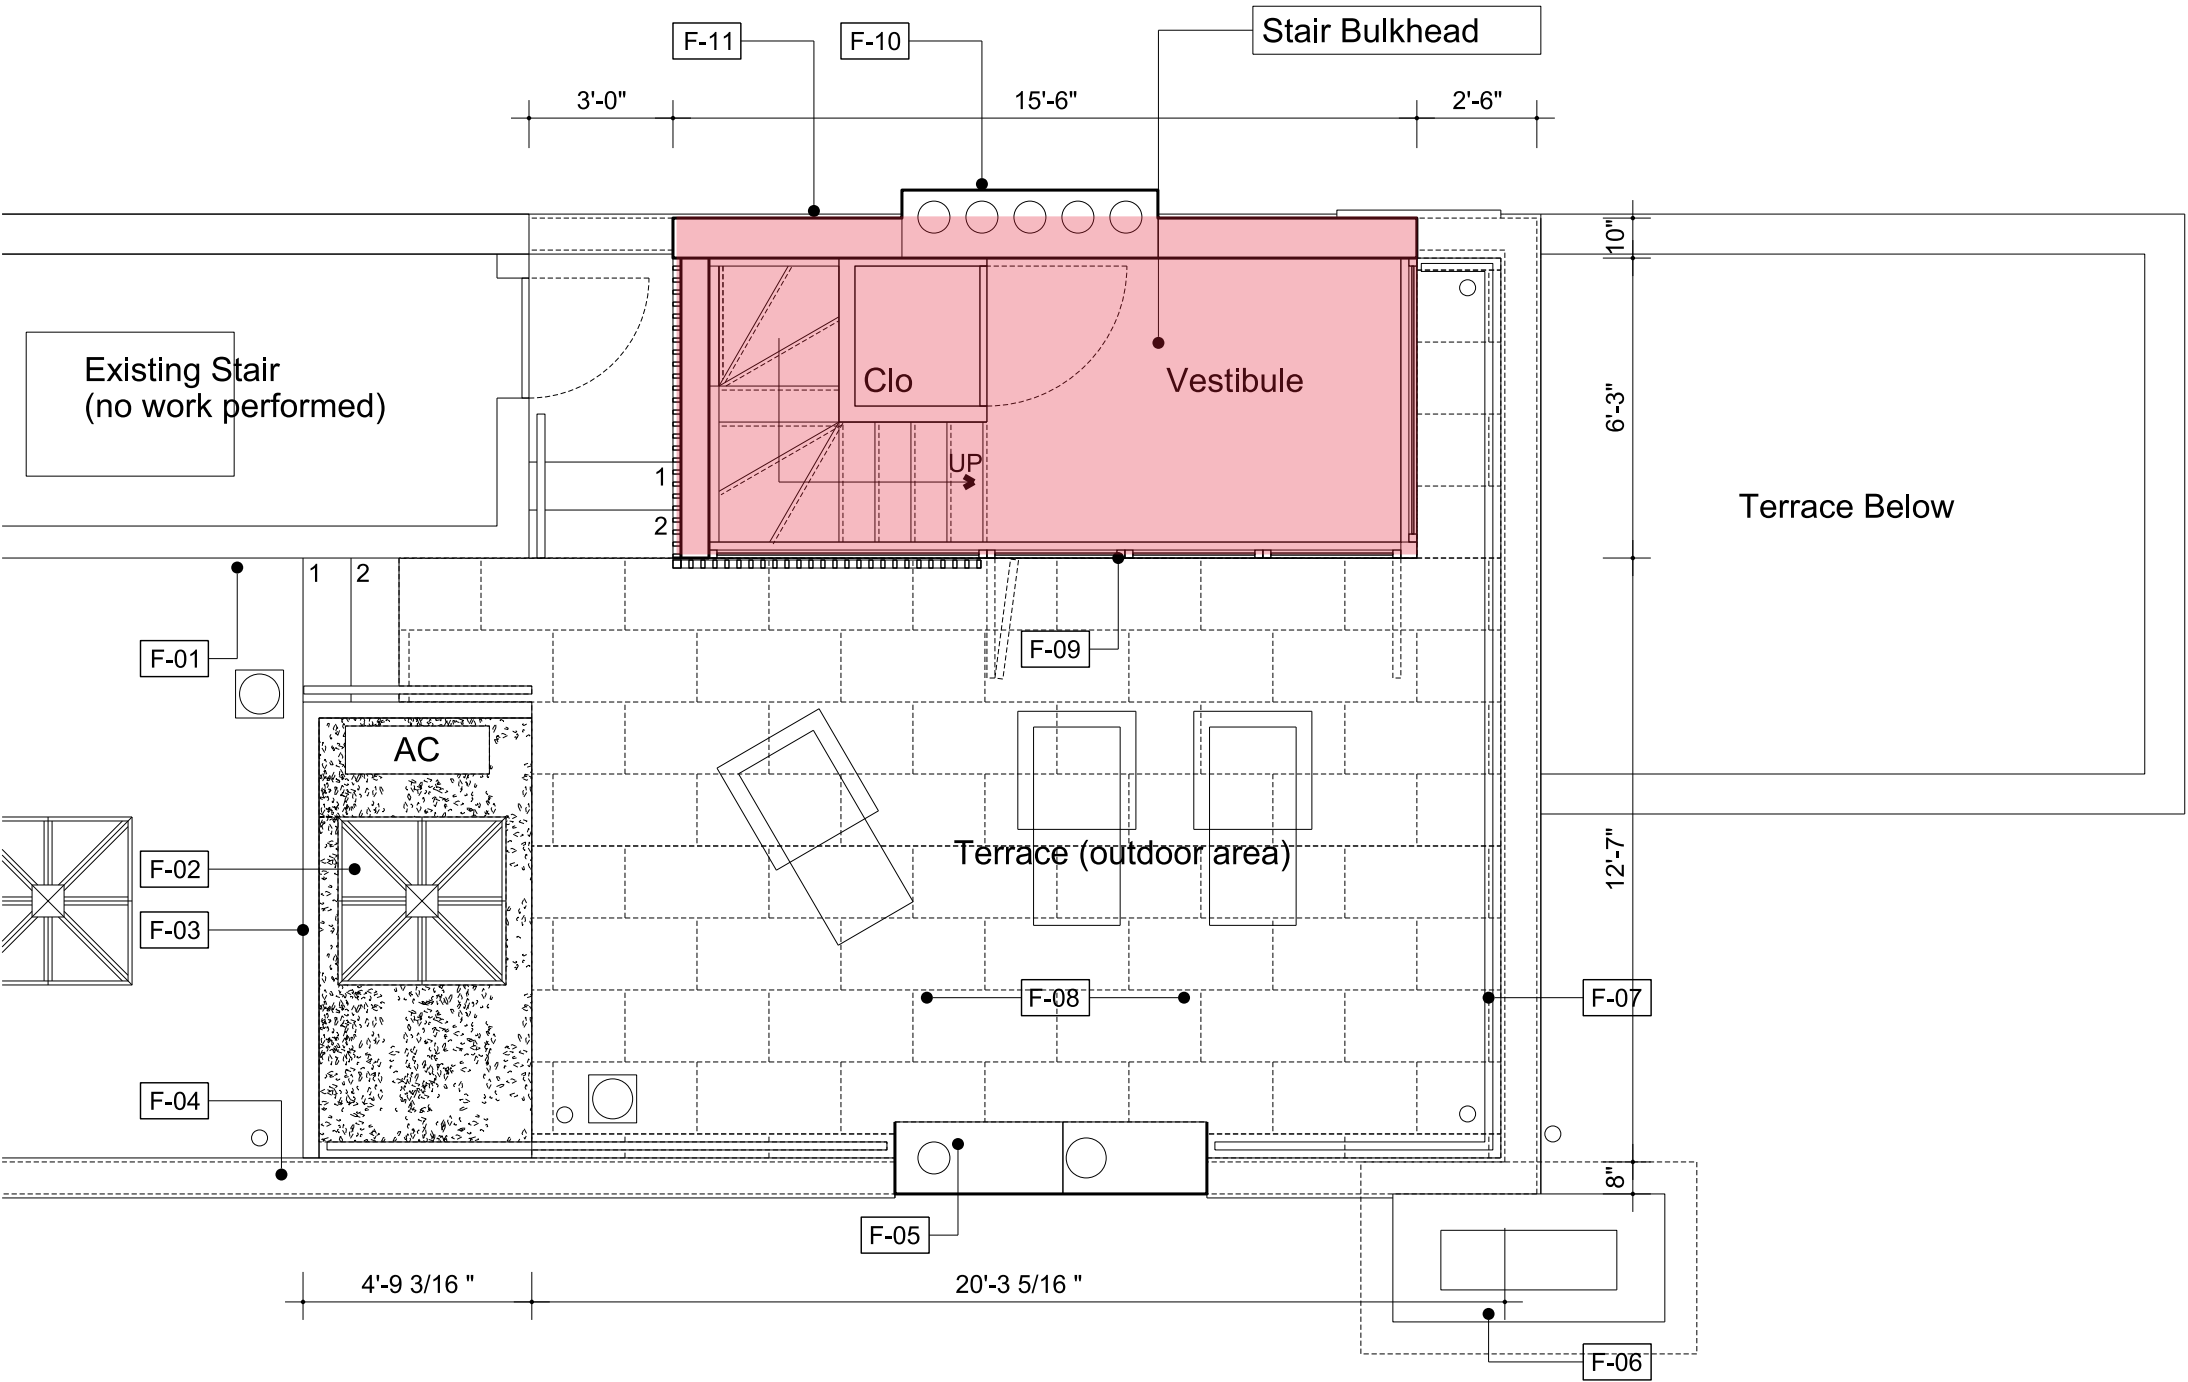 Stair Bulkhead
F-11
F-10
3'-0"
15'-6"
2'-6"
10"
Existing Stair
(no work performed)
Clo
Vestibule
6'-3"
UP
1
2
Terrace Below
1
2
F-01
F-09
AC
Terrace (outdoor area)
12'-7"
F-02
F-03
F-08
F-07
F-04
8"
F-05
4'-9 3/16 "
20'-3 5/16 "
F-06